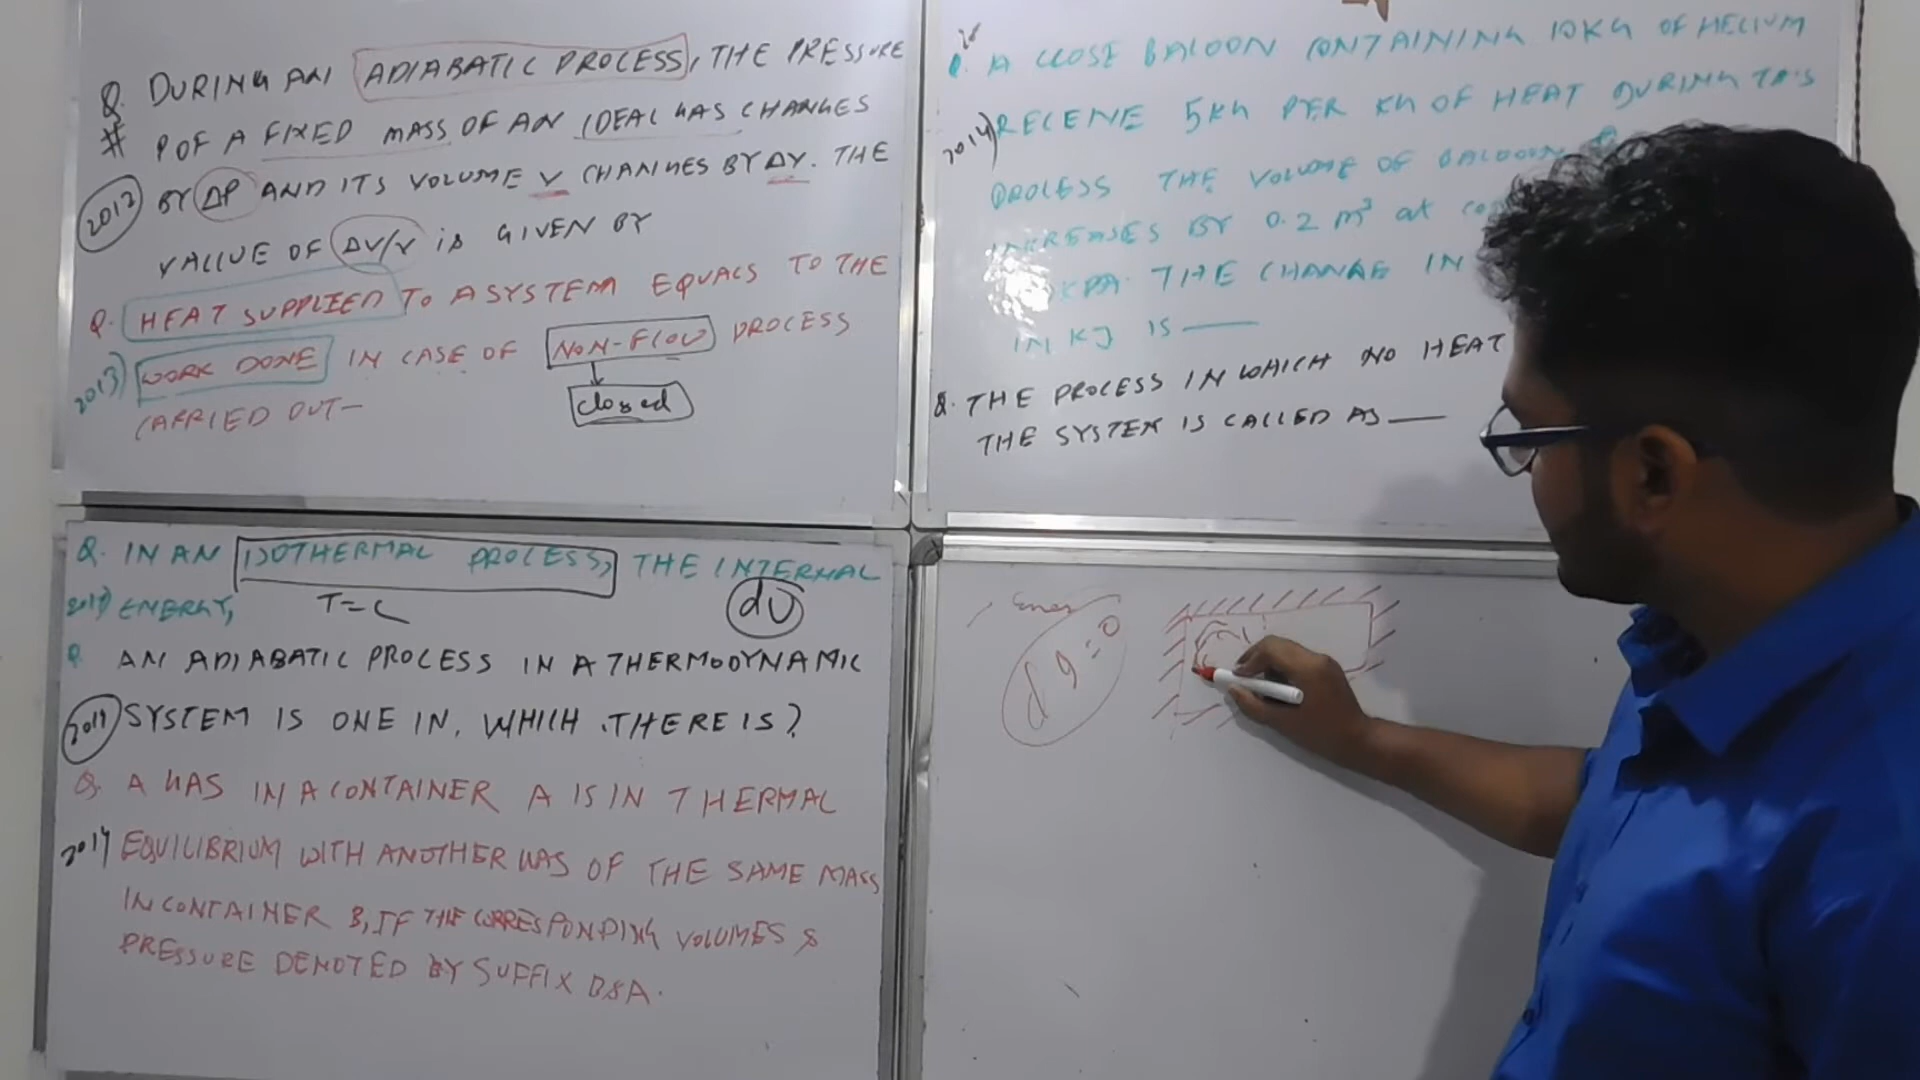 Q. DURING AN ADIABATIC PROCESS, THE PRESSURE
# P OF A FIXED MASS OF AN IDEAL GAS CHANGES
2012 BY ΔP AND ITS VOLUME V CHANGES BY ΔV. THE
VALUE OF ΔV/V IS GIVEN BY
Q. HEAT SUPPLIED TO A SYSTEM EQUALS TO THE
2013) WORK DONE IN CASE OF NON-FLOW PROCESS
CARRIED OUT-
closed
Q. A CLOSE BALOON CONTAINING 10KG OF HELIUM
2014) RECENE 5KG PER KG OF HEAT DURING
PROCESS THE VOLUME OF BALOON
INCREASES BY 0.2 m³ at
KPA. THE CHANGE IN
IN KJ IS —
Q. THE PROCESS IN WHICH NO HEAT
THE SYSTEM IS CALLED AS —
Q. IN AN ISOTHERMAL PROCESS, THE INTERNAL
ENERGY,
T=C
dU
Q. AN ADIABATIC PROCESS IN A THERMODYNAMIC
2014 SYSTEM IS ONE IN, WHICH THERE IS?
Q. A GAS IN A CONTAINER A IS IN THERMAL
2014 EQUILIBRIUM WITH ANOTHER GAS OF THE SAME MASS
IN CONTAINER B, IF THE CORRESPONDING VOLUMES &
PRESSURE DENOTED BY SUFFIX B&A.
dq=0